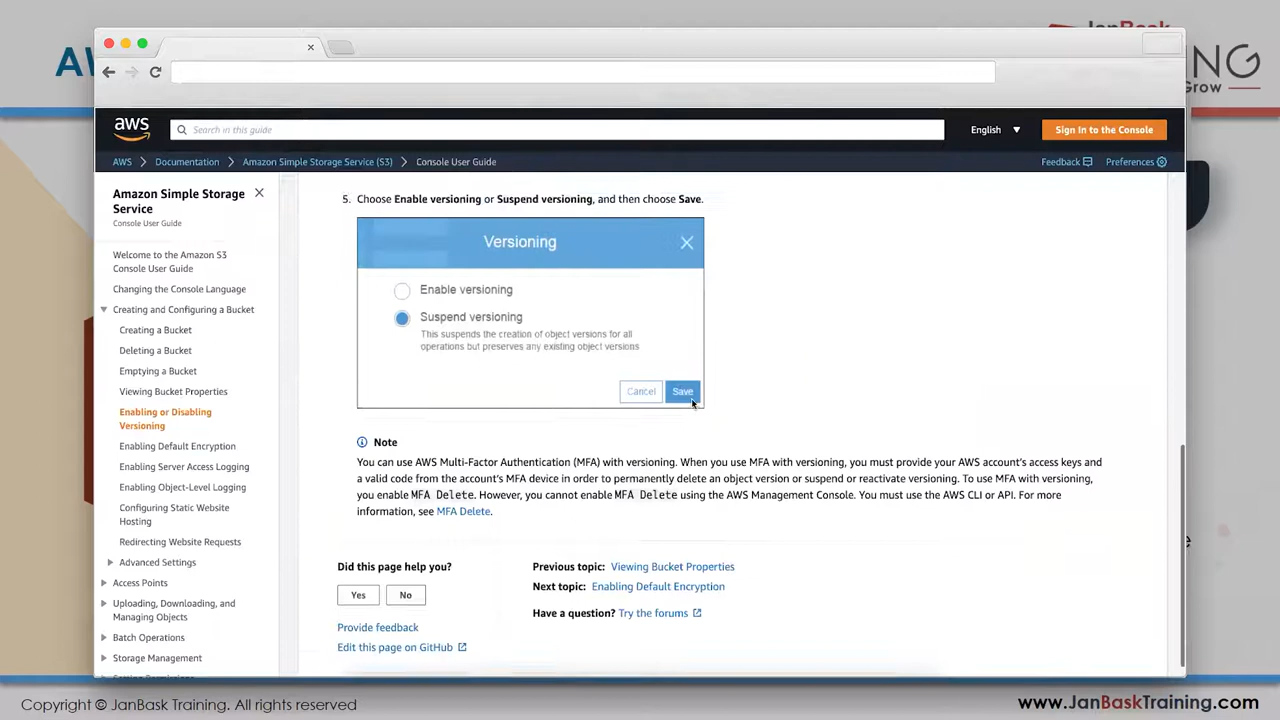 AW
JanBask
NING
Grow
aws
Search in this guide
English
Sign In to the Console
AWS > Documentation > Amazon Simple Storage Service (S3) > Console User Guide
Feedback
Preferences
Amazon Simple Storage
Service
Console User Guide
Welcome to the Amazon S3
Console User Guide
Changing the Console Language
Creating and Configuring a Bucket
Creating a Bucket
Deleting a Bucket
Emptying a Bucket
Viewing Bucket Properties
Enabling or Disabling
Versioning
Enabling Default Encryption
Enabling Server Access Logging
Enabling Object-Level Logging
Configuring Static Website
Hosting
Redirecting Website Requests
Advanced Settings
Access Points
Uploading, Downloading, and
Managing Objects
Batch Operations
Storage Management
5. Choose Enable versioning or Suspend versioning, and then choose Save.
Versioning
Enable versioning
Suspend versioning
This suspends the creation of object versions for all
operations but preserves any existing object versions
Cancel
Save
Note
You can use AWS Multi-Factor Authentication (MFA) with versioning. When you use MFA with versioning, you must provide your AWS account's access keys and
a valid code from the account's MFA device in order to permanently delete an object version or suspend or reactivate versioning. To use MFA with versioning,
you enable MFA Delete. However, you cannot enable MFA Delete using the AWS Management Console. You must use the AWS CLI or API. For more
information, see MFA Delete.
Did this page help you?
Yes
No
Provide feedback
Edit this page on GitHub
Previous topic: Viewing Bucket Properties
Next topic: Enabling Default Encryption
Have a question? Try the forums
Copyright © JanBask Training. All rights reserved
www.JanBaskTraining.com